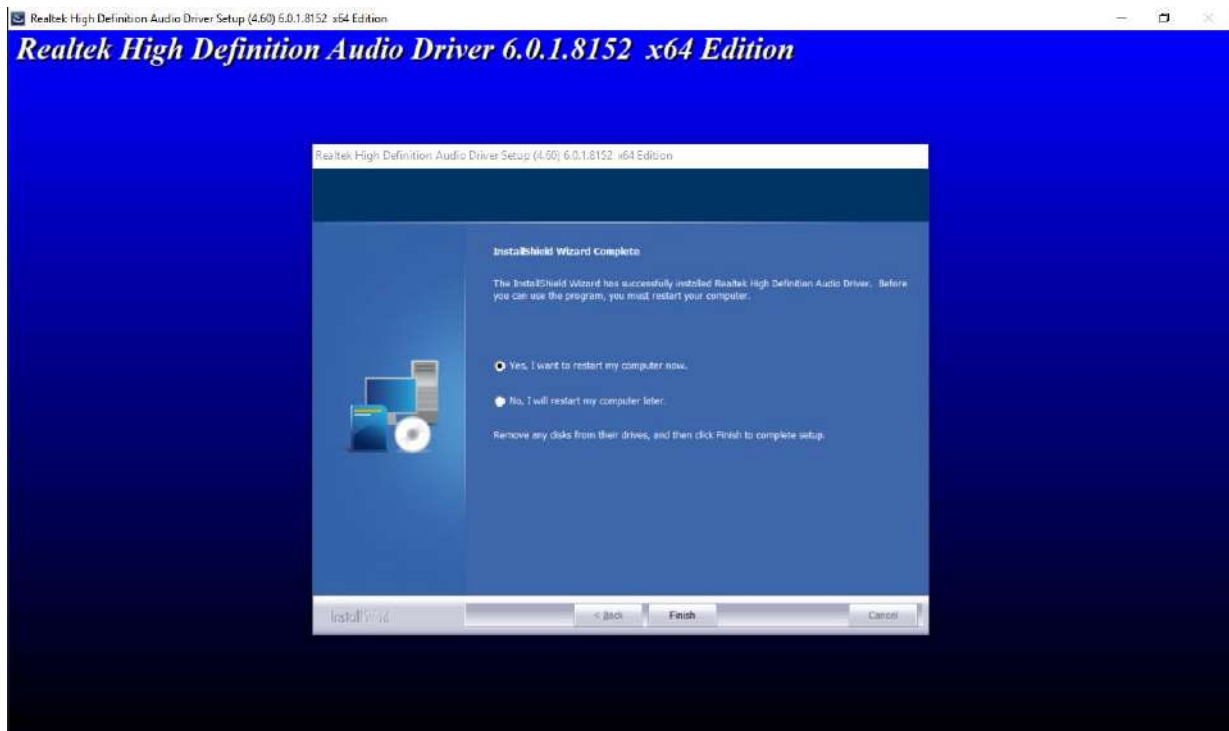 Realtek High Definition Audio Driver Setup (4.60) 6.0.1.8152 x64 Edition
Realtek High Definition Audio Driver 6.0.1.8152 x64 Edition
Realtek High Definition Audio Driver Setup (4.60) 6.0.1.8152 x64 Edition
InstallShield Wizard Complete
The InstallShield Wizard has successfully installed Realtek High Definition Audio Driver. Before
you can use the program, you must restart your computer.
Yes, I want to restart my computer now.
No, I will restart my computer later.
Remove any disks from their drives, and then click Finish to complete setup.
InstallShield
< Back
Finish
Cancel